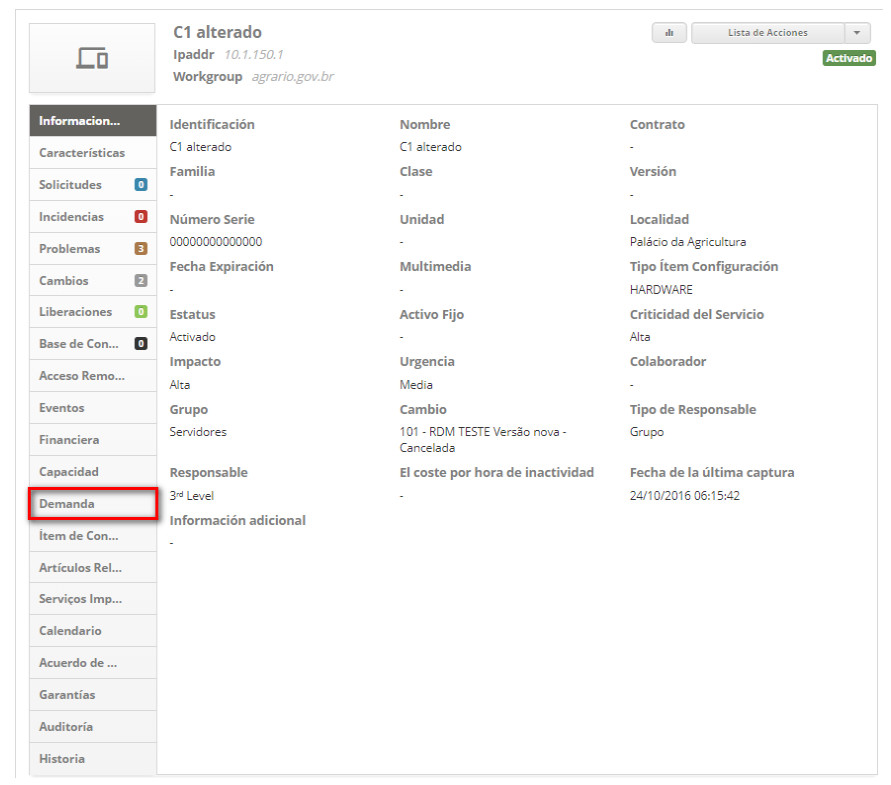 C1 alterado
Ipaddr 10.1.150.1
Workgroup agrario.gov.br
Lista de Acciones
Activado
Informacion...
Características
Solicitudes 0
Incidencias 0
Problemas 3
Cambios 2
Liberaciones 0
Base de Con... 0
Acceso Remo...
Eventos
Financiera
Capacidad
Demanda
Ítem de Con...
Artículos Rel...
Serviços Imp...
Calendario
Acuerdo de ...
Garantías
Auditoría
Historia
Identificación Nombre Contrato
C1 alterado C1 alterado -
Familia Clase Versión
- - -
Número Serie Unidad Localidad
00000000000000 - Palácio da Agricultura
Fecha Expiración Multimedia Tipo Ítem Configuración
- - HARDWARE
Estatus Activo Fijo Criticidad del Servicio
Activado - Alta
Impacto Urgencia Colaborador
Alta Media -
Grupo Cambio Tipo de Responsable
Servidores 101 - RDM TESTE Versão nova - Grupo
Cancelada
Responsable El coste por hora de inactividad Fecha de la última captura
3rd Level - 24/10/2016 06:15:42
Información adicional
-